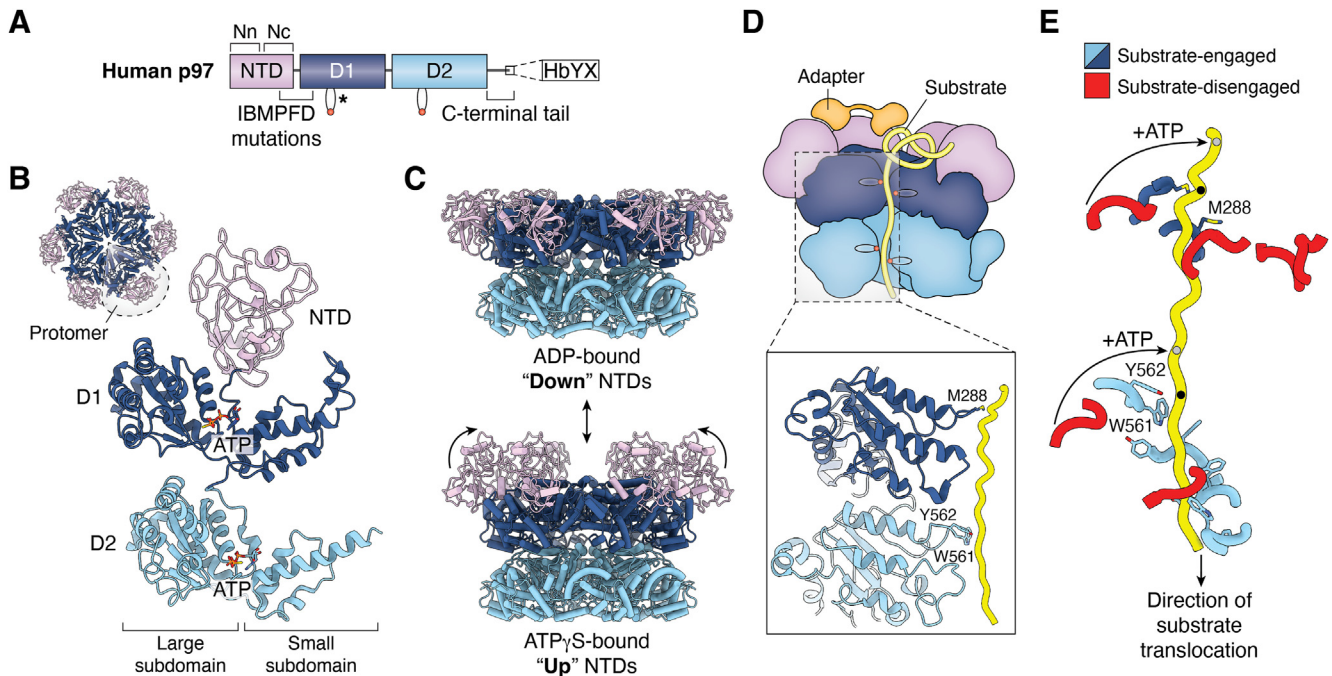 A
Nn Nc
Human p97
NTD
D1
D2
HbYX
*
IBMPFD
mutations
C-terminal tail
B
Protomer
NTD
D1
ATP
D2
ATP
Large
subdomain
Small
subdomain
C
ADP-bound
“Down” NTDs
ATPγS-bound
“Up” NTDs
D
Adapter
Substrate
M288
Y562
W561
E
Substrate-engaged
Substrate-disengaged
+ATP
M288
+ATP
Y562
W561
Direction of
substrate
translocation